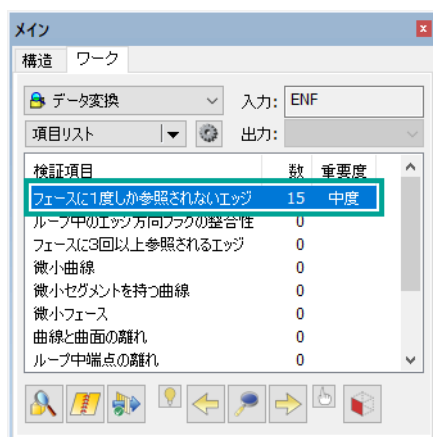 メイン
構造 ワーク
データ変換 入力: ENF
項目リスト 出力:
検証項目 数 重要度
フェースに1度しか参照されないエッジ 15 中度
ループ中のエッジ方向フラグの整合性 0
フェースに3回以上参照されるエッジ 0
微小曲線 0
微小セグメントを持つ曲線 0
微小フェース 0
曲線と曲面の離れ 0
ループ中端点の離れ 0